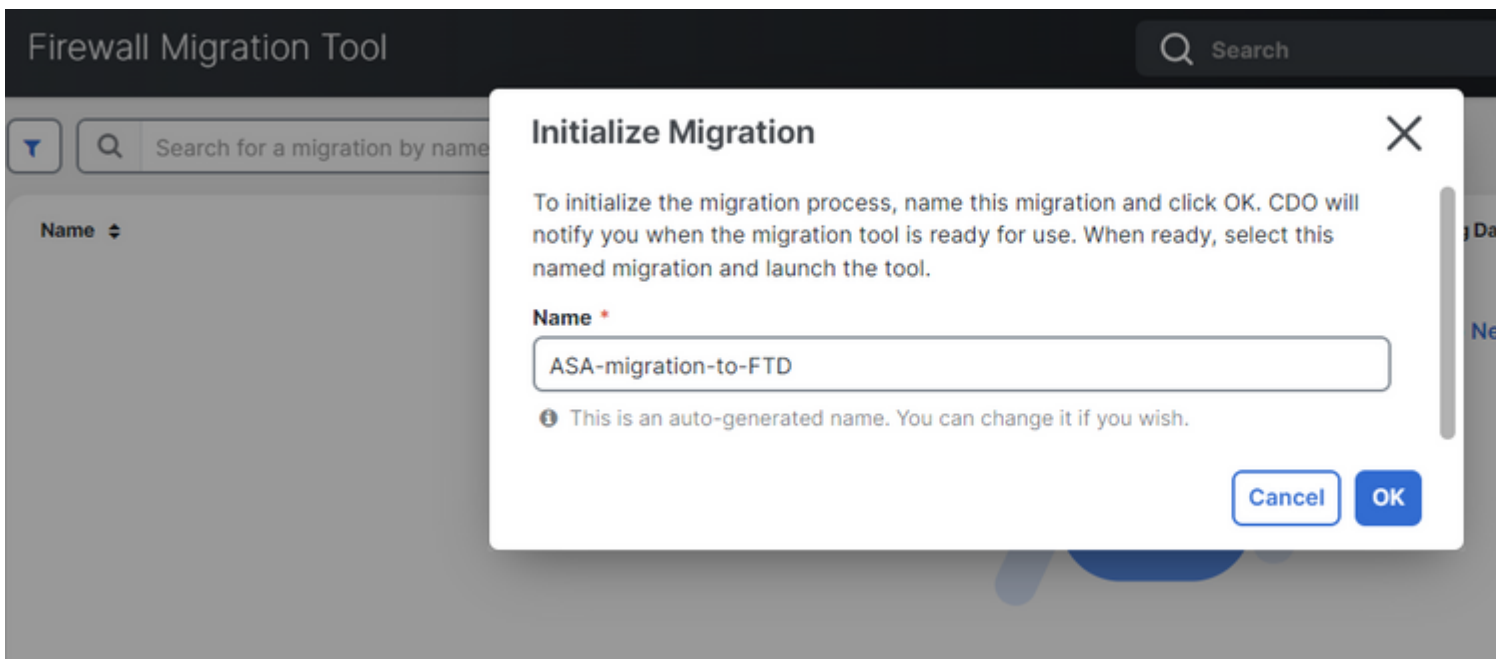 Firewall Migration Tool
Search
Search for a migration by name
Initialize Migration
To initialize the migration process, name this migration and click OK. CDO will
notify you when the migration tool is ready for use. When ready, select this
named migration and launch the tool.
Name
Name *
ASA-migration-to-FTD
This is an auto-generated name. You can change it if you wish.
Cancel
OK